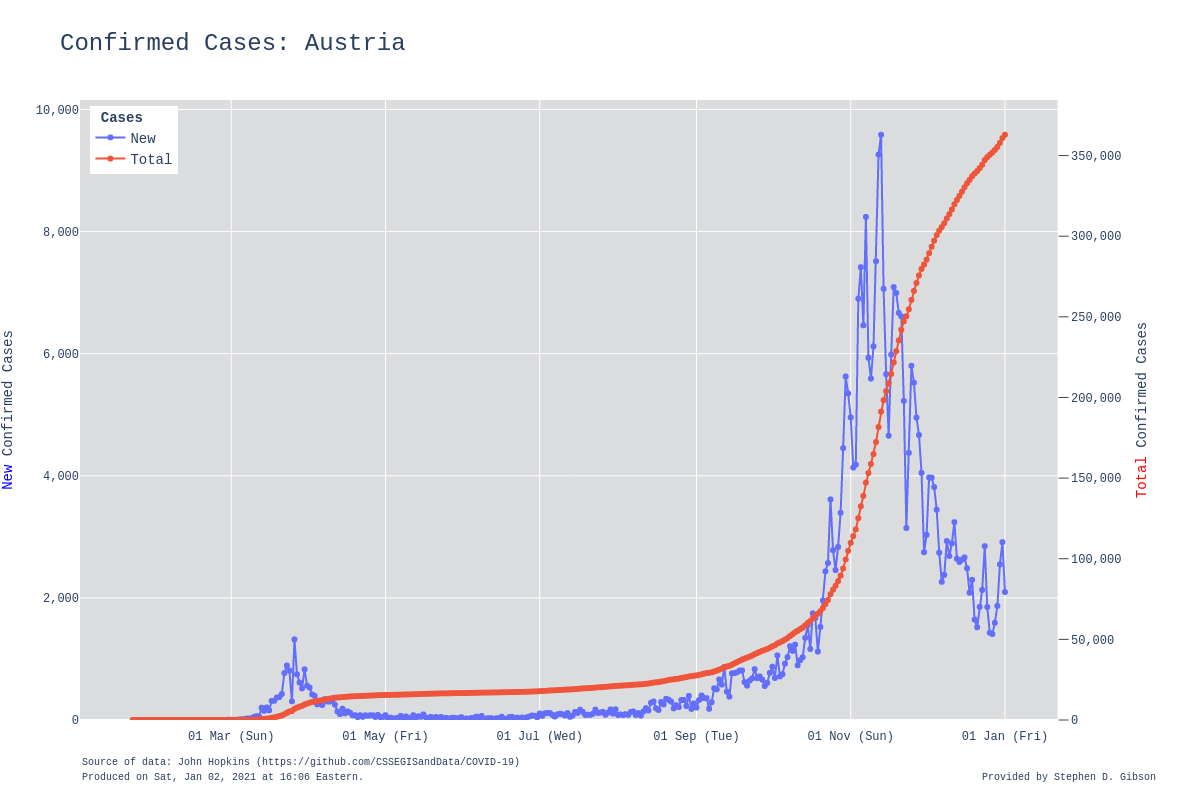 Confirmed Cases: Austria
Cases
New
Total
10,000
8,000
6,000
4,000
2,000
0
350,000
300,000
250,000
200,000
150,000
100,000
50,000
0
New Confirmed Cases
Total Confirmed Cases
01 Mar (Sun)
01 May (Fri)
01 Jul (Wed)
01 Sep (Tue)
01 Nov (Sun)
01 Jan (Fri)
Source of data: John Hopkins (https://github.com/CSSEGISandData/COVID-19)
Produced on Sat, Jan 02, 2021 at 16:06 Eastern.
Provided by Stephen D. Gibson